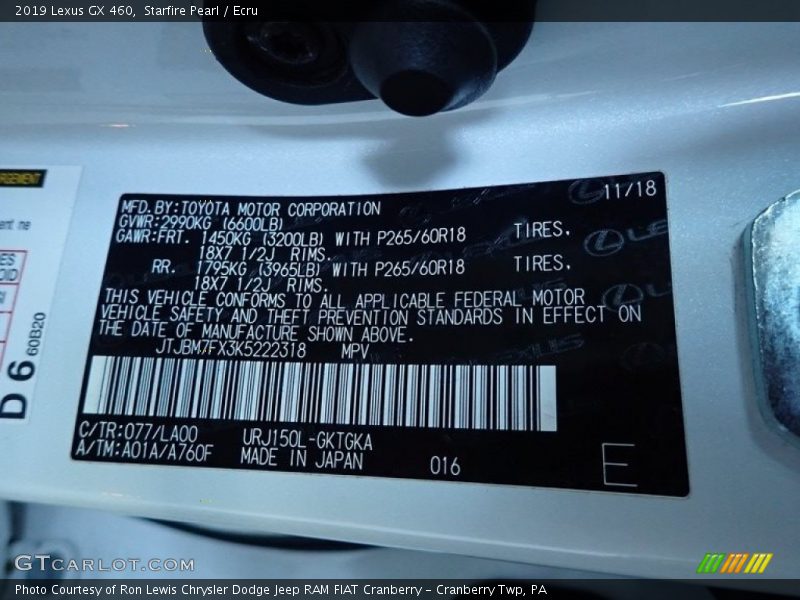 2019 Lexus GX 460, Starfire Pearl / Ecru
MFD. BY: TOYOTA MOTOR CORPORATION 11/18
GVWR: 2990KG (6600LB)
GAWR: FRT. 1450KG (3200LB) WITH P265/60R18 TIRES,
18X7 1/2J RIMS.
RR. 1795KG (3965LB) WITH P265/60R18 TIRES,
18X7 1/2J RIMS.
THIS VEHICLE CONFORMS TO ALL APPLICABLE FEDERAL MOTOR
VEHICLE SAFETY AND THEFT PREVENTION STANDARDS IN EFFECT ON
THE DATE OF MANUFACTURE SHOWN ABOVE.
JTJBM7FX3K5222318 MPV
C/TR: 077/LA00 URJ150L-GKTGKA
A/TM: A01A/A760F MADE IN JAPAN 016 E
D 6 60B20
GTCARLOT.COM
Photo Courtesy of Ron Lewis Chrysler Dodge Jeep RAM FIAT Cranberry – Cranberry Twp, PA